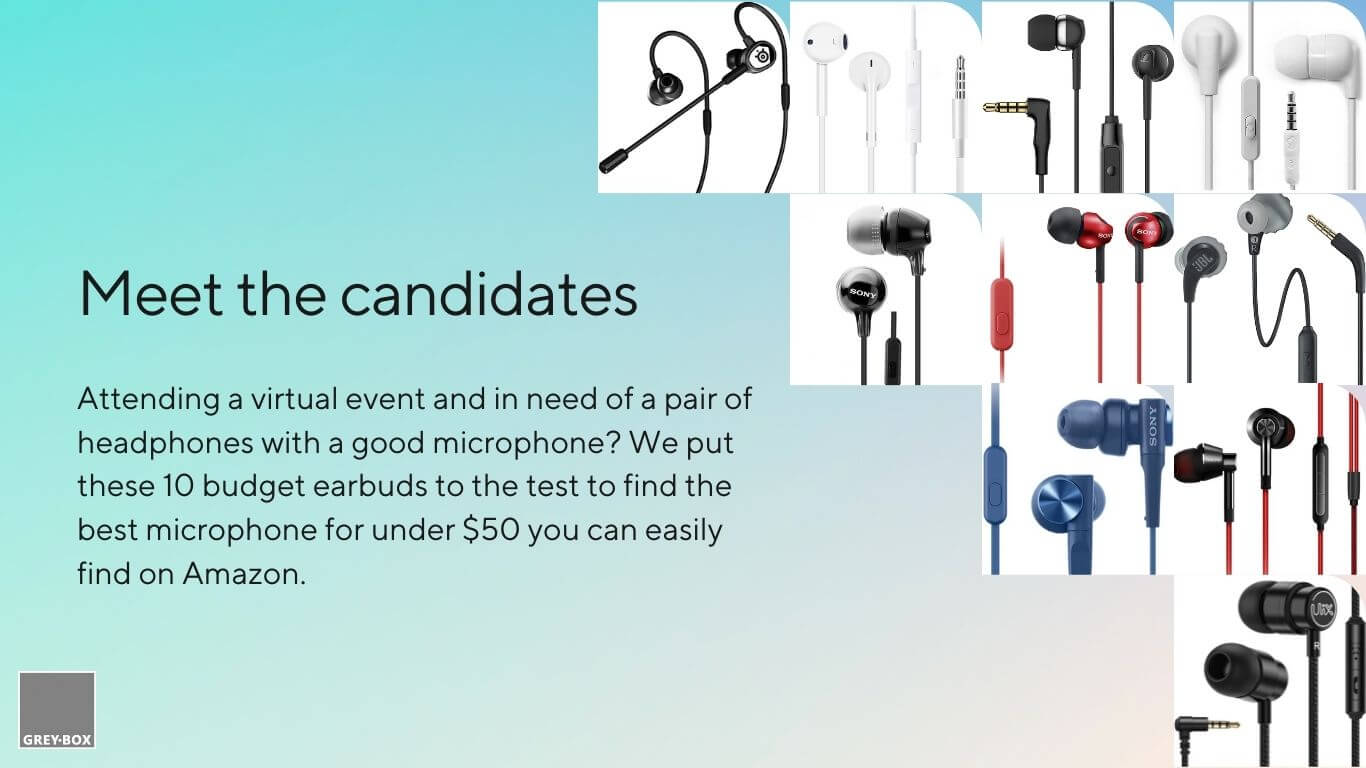 Meet the candidates
Attending a virtual event and in need of a pair of
headphones with a good microphone? We put
these 10 budget earbuds to the test to find the
best microphone for under $50 you can easily
find on Amazon.
GREY·BOX
SONY
SONY
SONY
JBL
R
SONY
UiiX
R